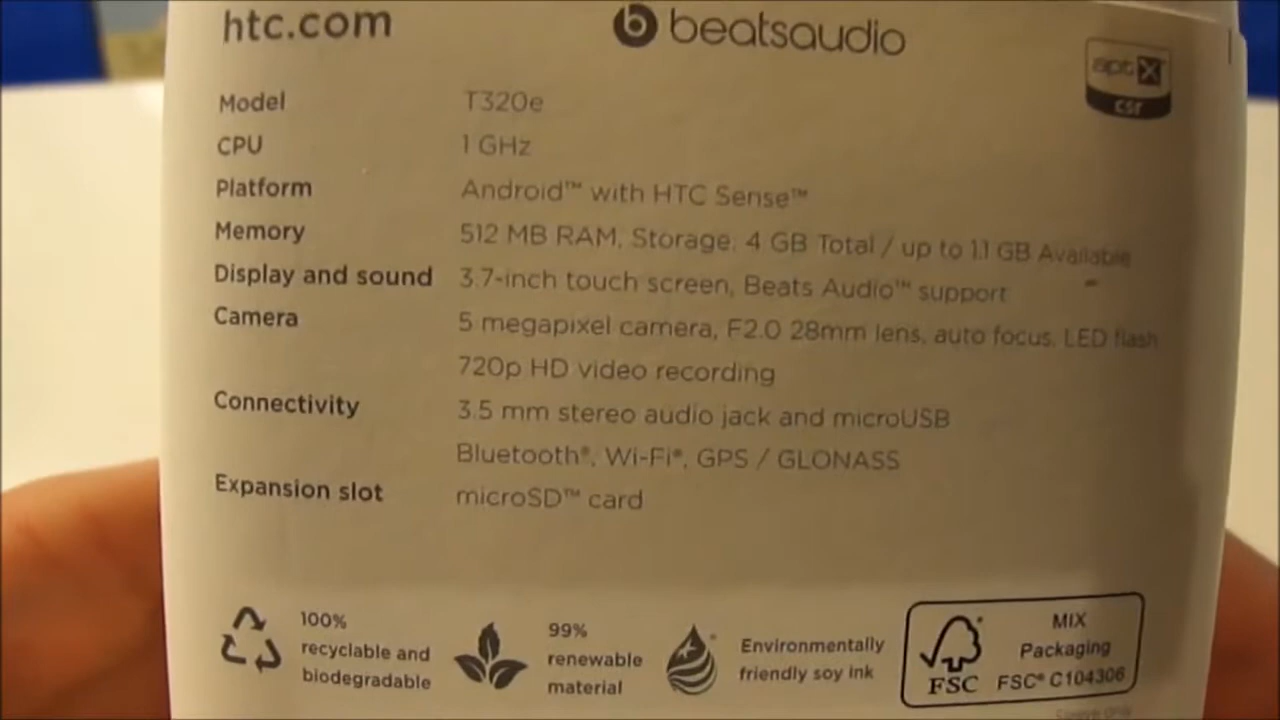 htc.com
beatsaudio
aptX
CSr
Model T320e
CPU 1 GHz
Platform Android™ with HTC Sense™
Memory 512 MB RAM, Storage: 4 GB Total / up to 1.1 GB Available
Display and sound 3.7-inch touch screen, Beats Audio™ support
Camera 5 megapixel camera, F2.0 28mm lens, auto focus, LED flash
720p HD video recording
Connectivity 3.5 mm stereo audio jack and microUSB
Bluetooth®, Wi-Fi®, GPS / GLONASS
Expansion slot microSD™ card
100%
recyclable and
biodegradable
99%
renewable
material
Environmentally
friendly soy ink
FSC
MIX
Packaging
FSC® C104306